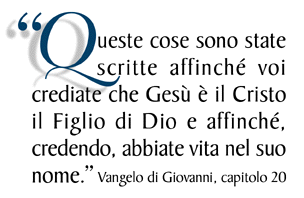 “Queste cose sono state
scritte affinché voi
crediate che Gesù è il Cristo
il Figlio di Dio e affinché,
credendo, abbiate vita nel suo
nome.” Vangelo di Giovanni, capitolo 20